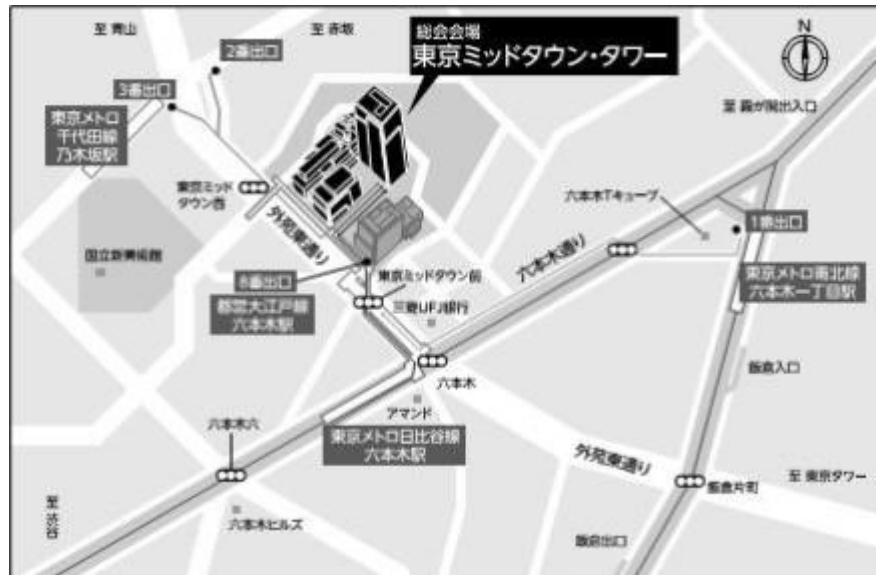 至 青山
至 赤坂
総会会場
東京ミッドタウン・タワー
N
2番出口
3番出口
東京メトロ
千代田線
乃木坂駅
至 霞が関出入口
東京ミッド
タウン西
外苑東通り
六本木Tキューブ
1番出口
国立新美術館
六本木通り
8番出口
東京ミッドタウン前
東京メトロ南北線
六本木一丁目駅
都営大江戸線
六本木駅
三菱UFJ銀行
飯倉入口
六本木
アマンド
六本木六
東京メトロ日比谷線
六本木駅
外苑東通り
至 東京タワー
飯倉片町
至 渋谷
六本木ヒルズ
飯倉出口